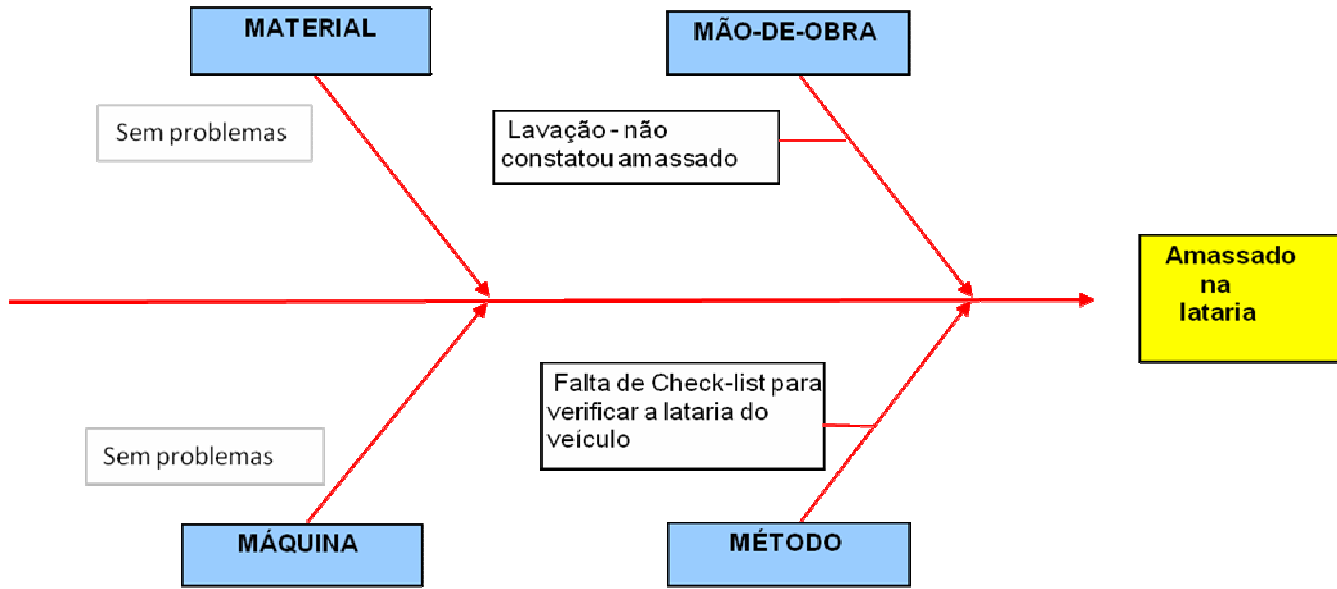 MATERIAL
MÃO-DE-OBRA
Sem problemas
Lavação - não
constatou amassado
Amassado
na
lataria
Falta de Check-list para
verificar a lataria do
veículo
Sem problemas
MÁQUINA
MÉTODO